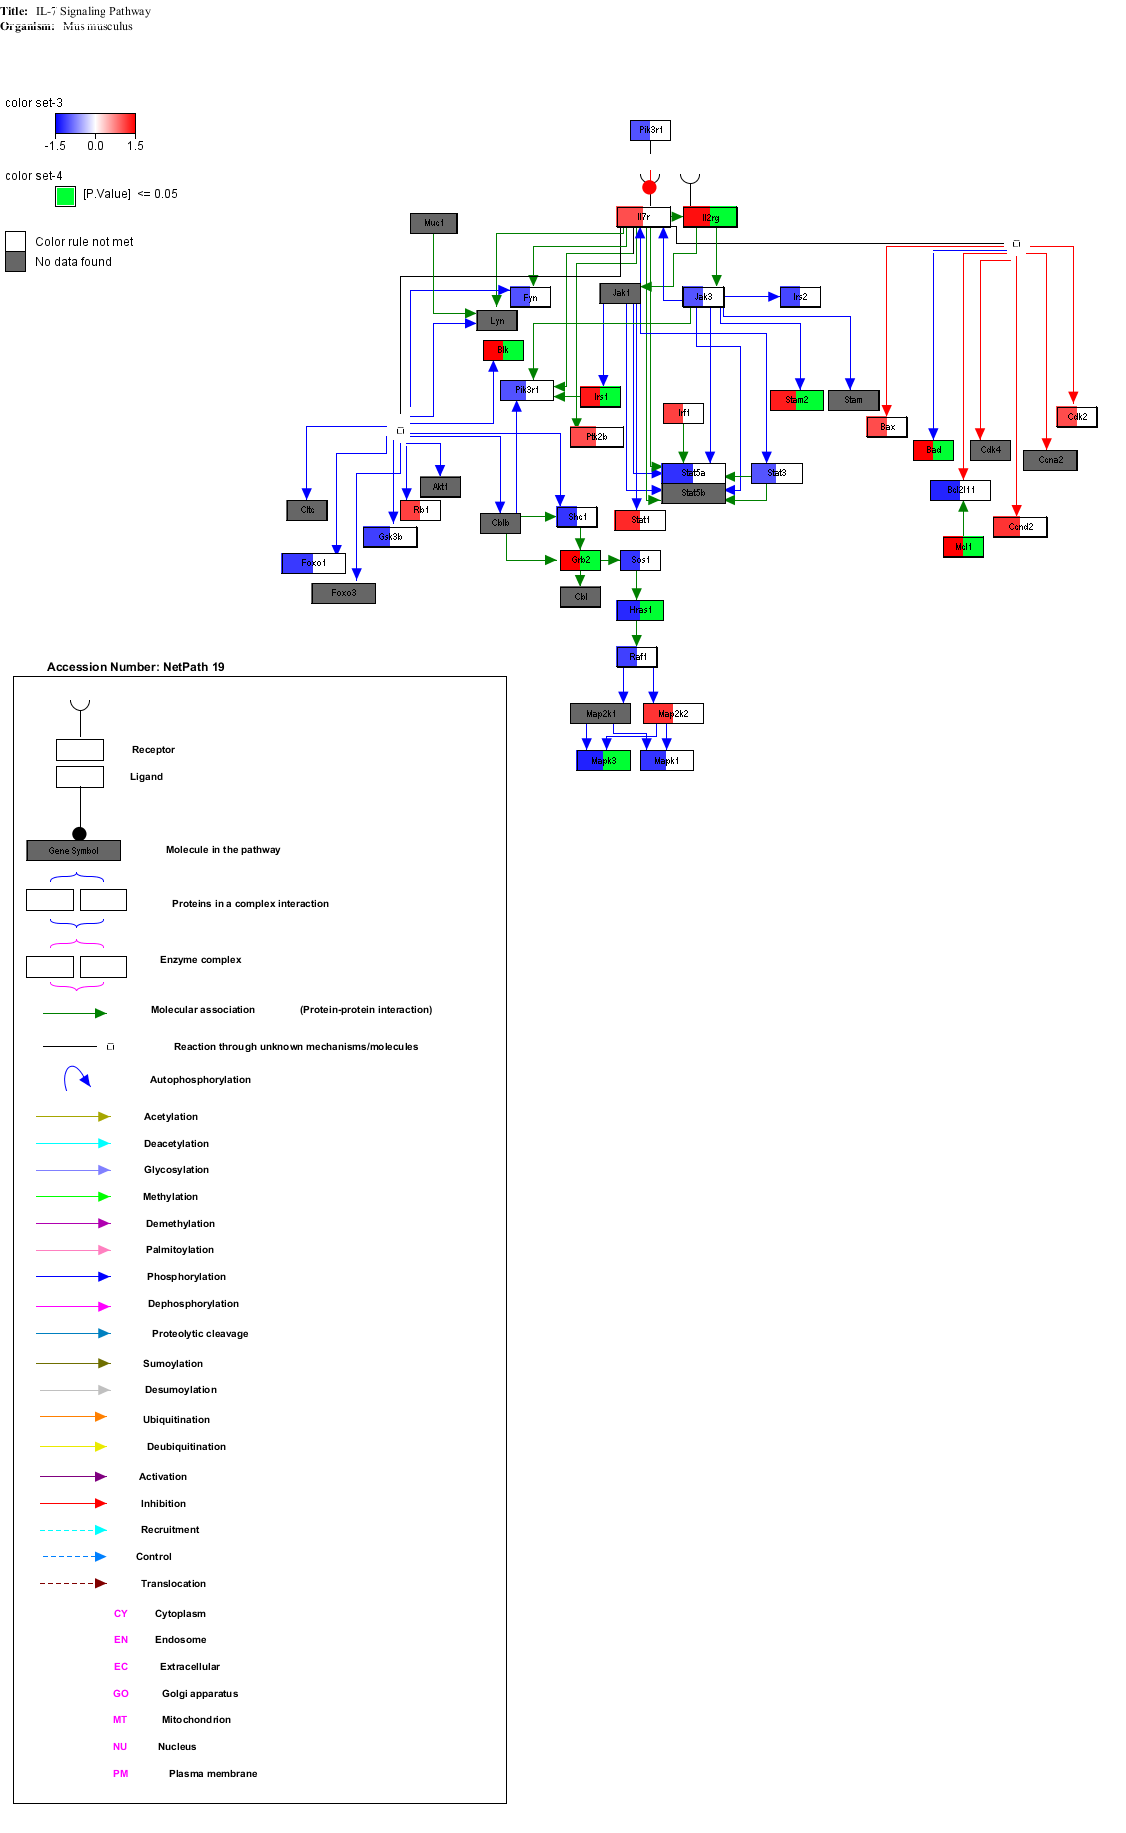 Title: IL-7 Signaling Pathway
Organism: Mus musculus
color set-3
-1.5 0.0 1.5
color set-4
[P.Value] <= 0.05
Color rule not met
No data found
Pik3r1
Muc1
Il7r
Il2rg
Fyn
Jak1
Jak3
Irs2
Lyn
Blk
Pik3r1
Irs1
Stam2
Stam
Irf1
Bax
Cdk2
Ptk2b
Bad
Cdk4
Ccna2
Stat5a
Stat3
Akt1
Stat5b
Bcl2l11
Cltc
Rb1
Cblb
Shc1
Stat1
Ccnd2
Gsk3b
Mcl1
Foxo1
Grb2
Sos1
Foxo3
Cbl
Hras1
Raf1
Map2k1
Map2k2
Mapk3
Mapk1
Accession Number: NetPath 19
Receptor
Ligand
Gene Symbol
Molecule in the pathway
Proteins in a complex interaction
Enzyme complex
Molecular association (Protein-protein interaction)
Reaction through unknown mechanisms/molecules
Autophosphorylation
Acetylation
Deacetylation
Glycosylation
Methylation
Demethylation
Palmitoylation
Phosphorylation
Dephosphorylation
Proteolytic cleavage
Sumoylation
Desumoylation
Ubiquitination
Deubiquitination
Activation
Inhibition
Recruitment
Control
Translocation
CY Cytoplasm
EN Endosome
EC Extracellular
GO Golgi apparatus
MT Mitochondrion
NU Nucleus
PM Plasma membrane